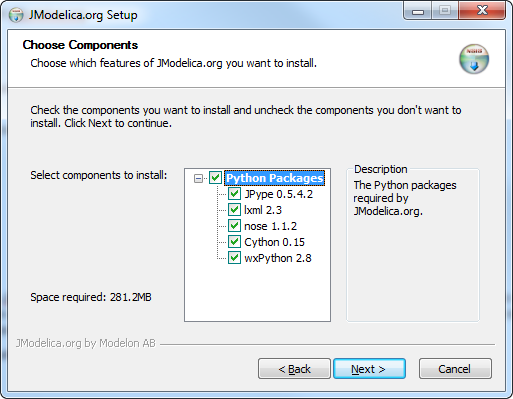 JModelica.org Setup
Choose Components
Choose which features of JModelica.org you want to install.
Check the components you want to install and uncheck the components you don't want to
install. Click Next to continue.
Select components to install:
Python Packages
JPype 0.5.4.2
lxml 2.3
nose 1.1.2
Cython 0.15
wxPython 2.8
Description
The Python packages
required by
JModelica.org.
Space required: 281.2MB
JModelica.org by Modelon AB
< Back
Next >
Cancel